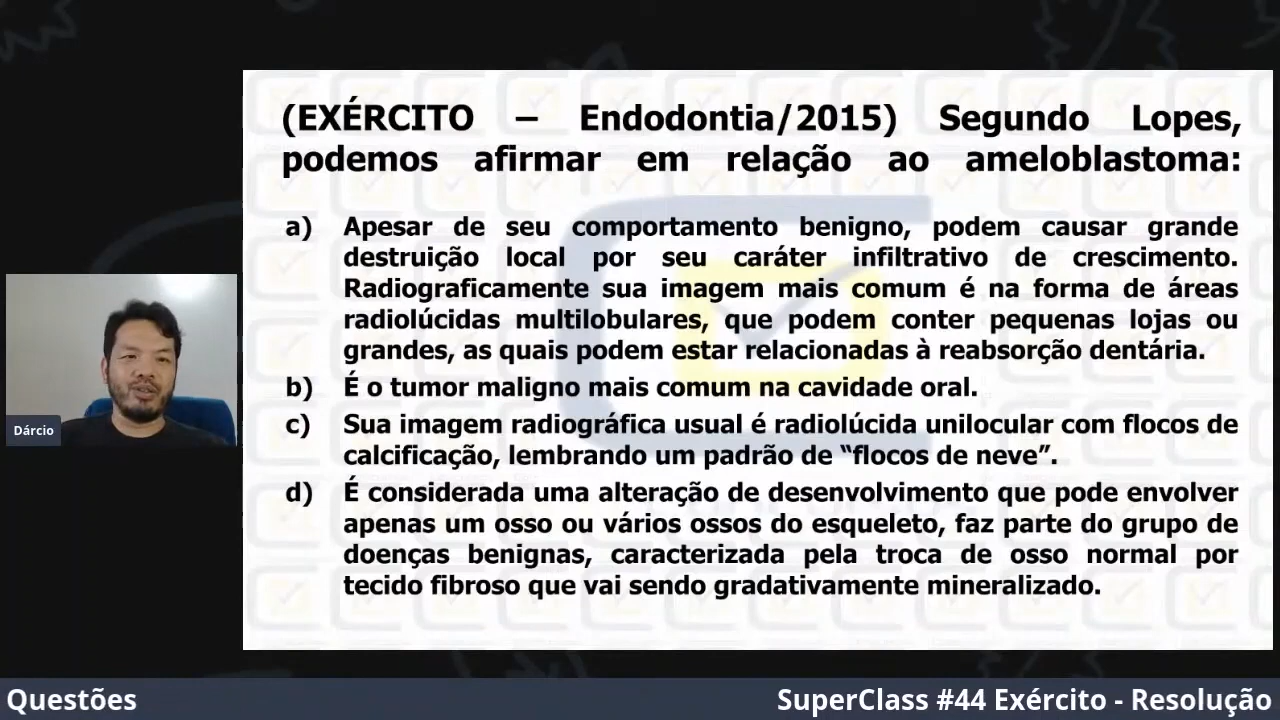 (EXÉRCITO – Endodontia/2015) Segundo Lopes,
podemos afirmar em relação ao ameloblastoma:
a) Apesar de seu comportamento benigno, podem causar grande
destruição local por seu caráter infiltrativo de crescimento.
Radiograficamente sua imagem mais comum é na forma de áreas
radiolúcidas multilobulares, que podem conter pequenas lojas ou
grandes, as quais podem estar relacionadas à reabsorção dentária.
b) É o tumor maligno mais comum na cavidade oral.
c) Sua imagem radiográfica usual é radiolúcida unilocular com flocos de
calcificação, lembrando um padrão de “flocos de neve”.
d) É considerada uma alteração de desenvolvimento que pode envolver
apenas um osso ou vários ossos do esqueleto, faz parte do grupo de
doenças benignas, caracterizada pela troca de osso normal por
tecido fibroso que vai sendo gradativamente mineralizado.
Dárcio
Questões
SuperClass #44 Exército - Resolução